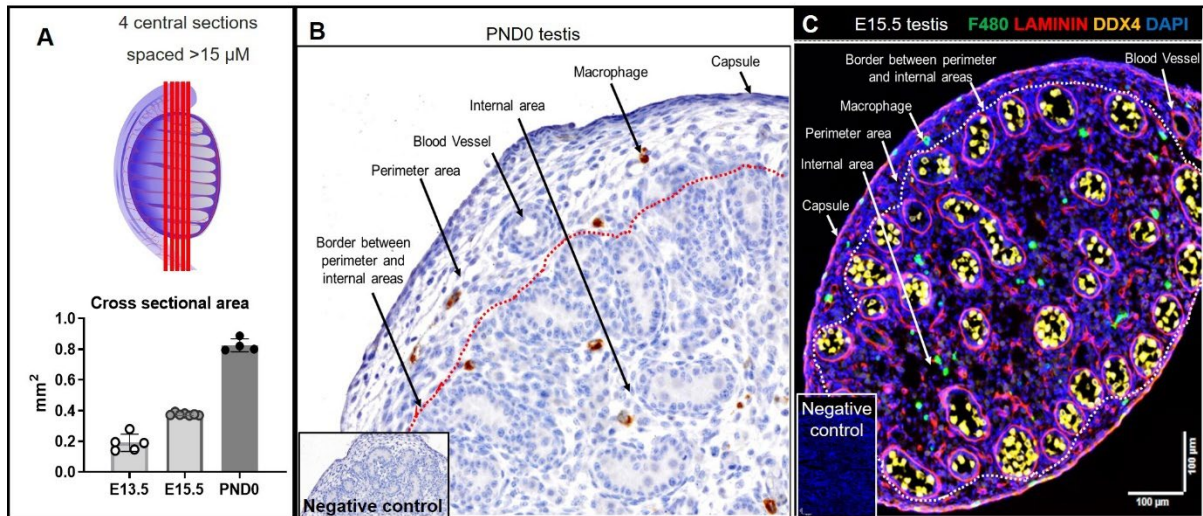 A
4 central sections
spaced >15 µM
Cross sectional area
mm2
1.0
0.8
0.6
0.4
0.2
0.0
E13.5
E15.5
PND0
B
PND0 testis
Macrophage
Capsule
Internal area
Blood Vessel
Perimeter area
Border between
perimeter and
internal areas
Negative control
C
E15.5 testis F480 LAMININ DDX4 DAPI
Border between perimeter
and internal areas
Blood Vessel
Macrophage
Perimeter area
Internal area
Capsule
Negative
control
100 µm
100 µm